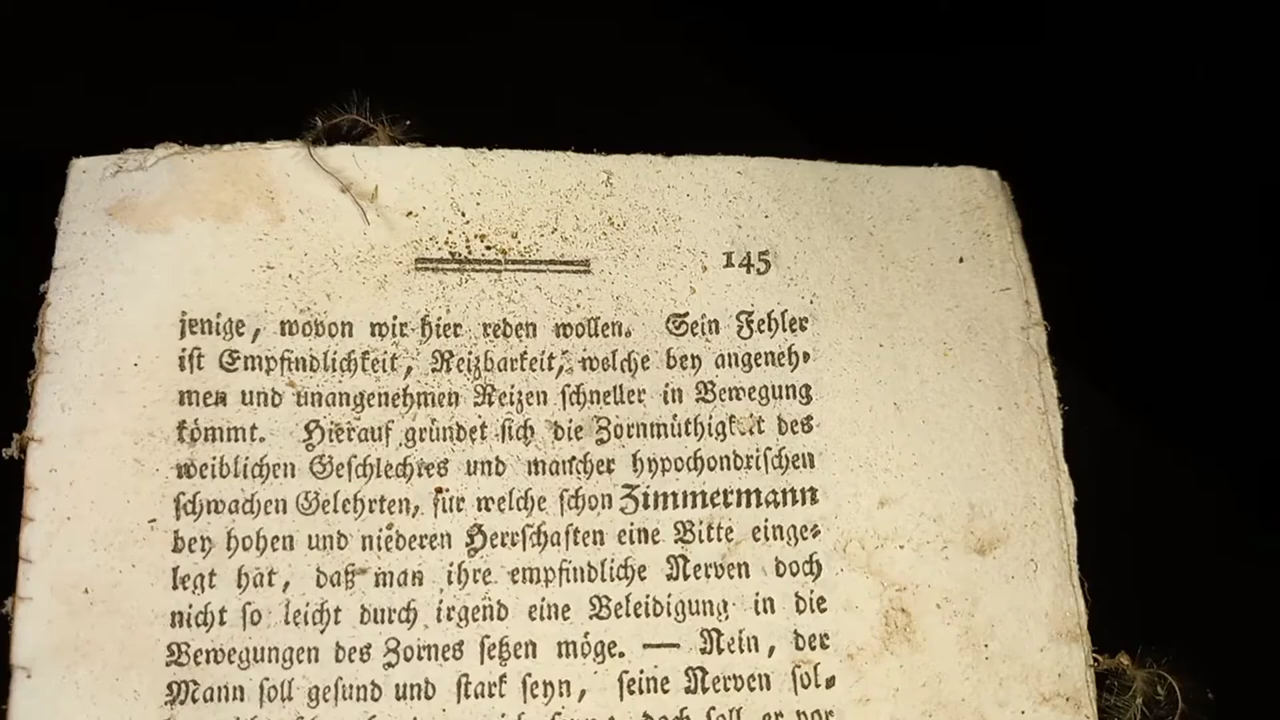 145
jenige, wovon wir hier reden wollen. Sein Fehler
ist Empfindlichkeit, Reizbarkeit, welche bey angeneh-
men und unangenehmen Reizen schneller in Bewegung
kömmt. Hierauf gründet sich die Zornmüthigkeit des
weiblichen Geschlechtes und mancher hypochondrischen
schwachen Gelehrten, für welche schon Zimmermann
bey hohen und niederen Herrschaften eine Bitte einge-
legt hat, daß man ihre empfindliche Nerven doch
nicht so leicht durch irgend eine Beleidigung in die
Bewegungen des Zornes setzen möge. — Nein, der
Mann soll gesund und stark seyn, seine Nerven sol-
doch soll er vor